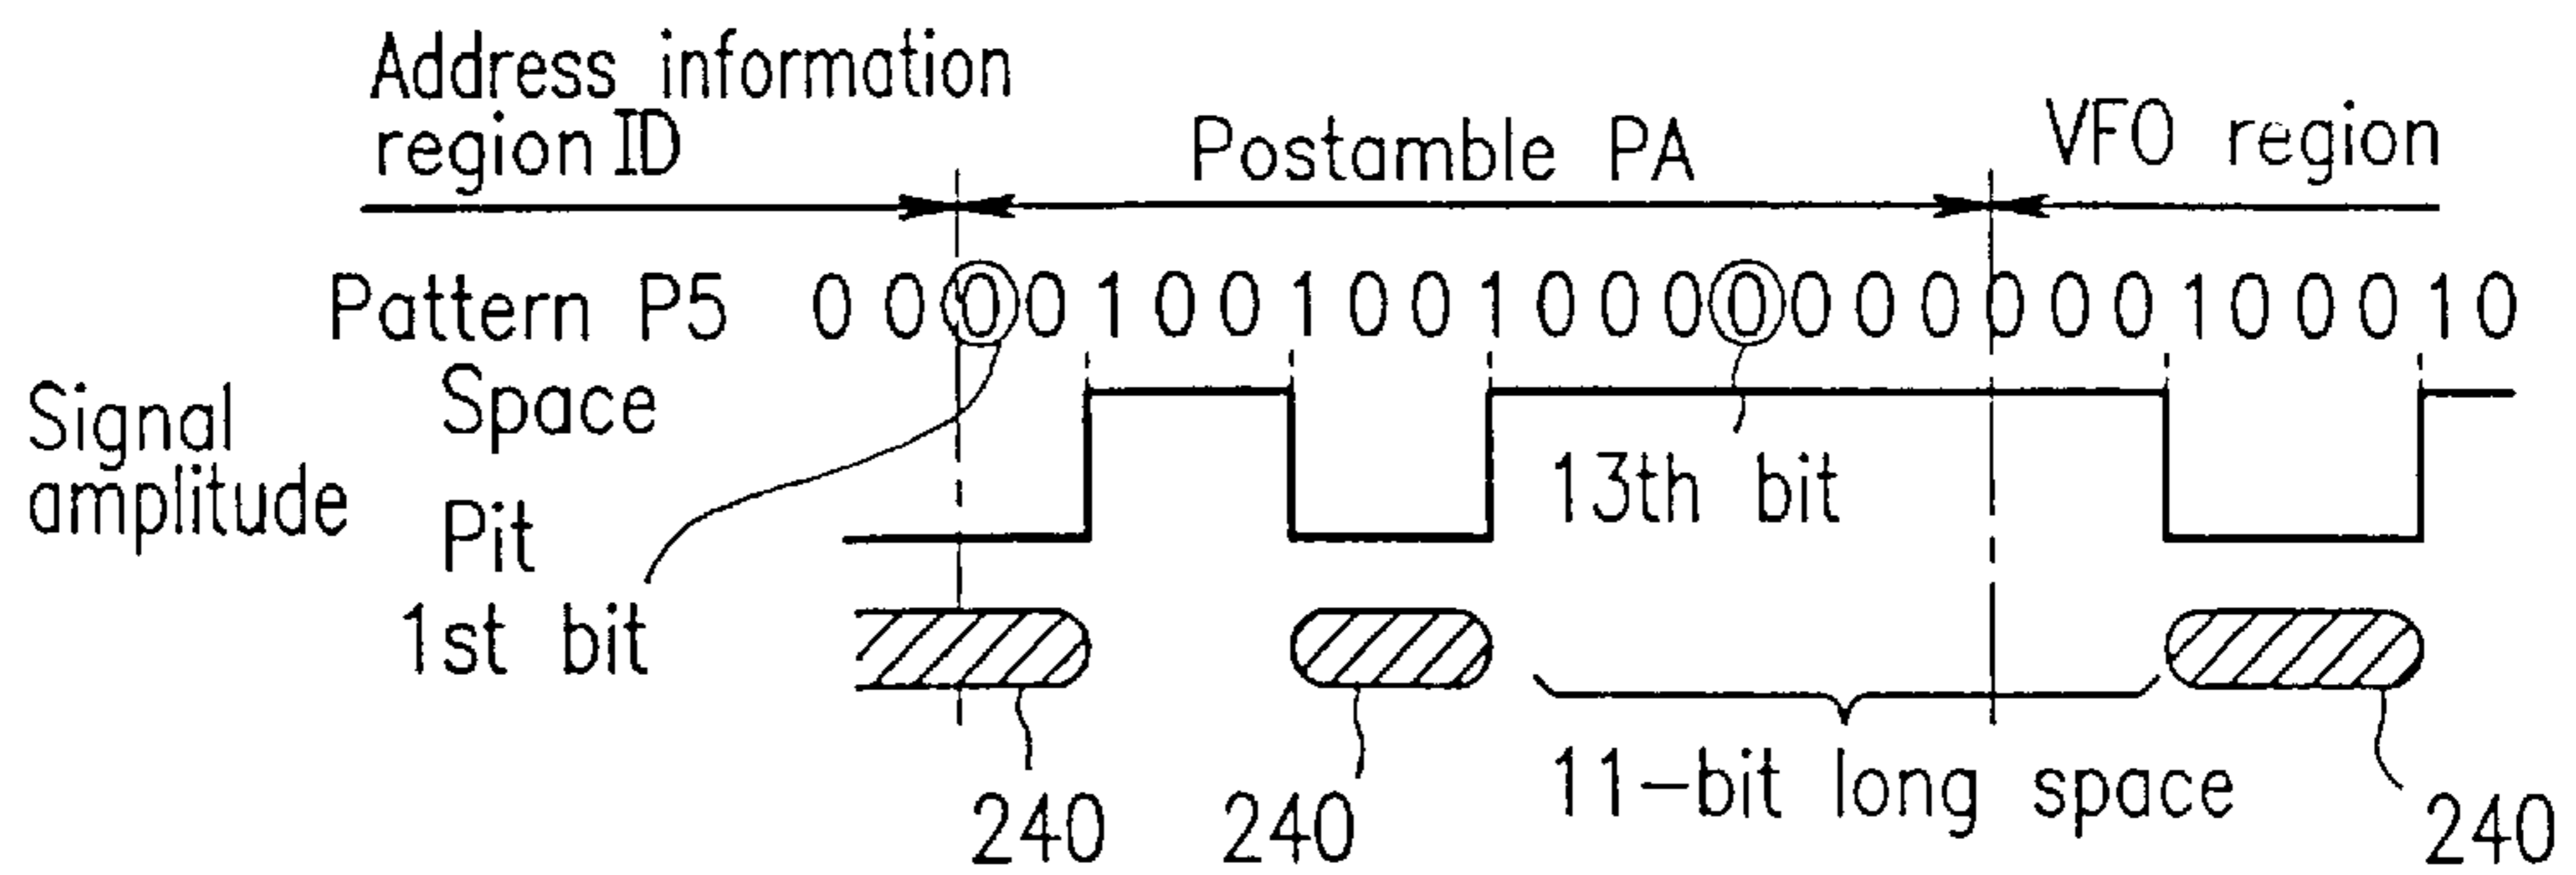 Address information
region ID
Postamble PA
VFO region
Pattern P5 0 0 0 0 1 0 0 1 0 0 1 0 0 0 0 0 0 0 0 0 0 1 0 0 0 1 0
Space
Signal
amplitude
Pit
13th bit
1st bit
11-bit long space
240
240
240